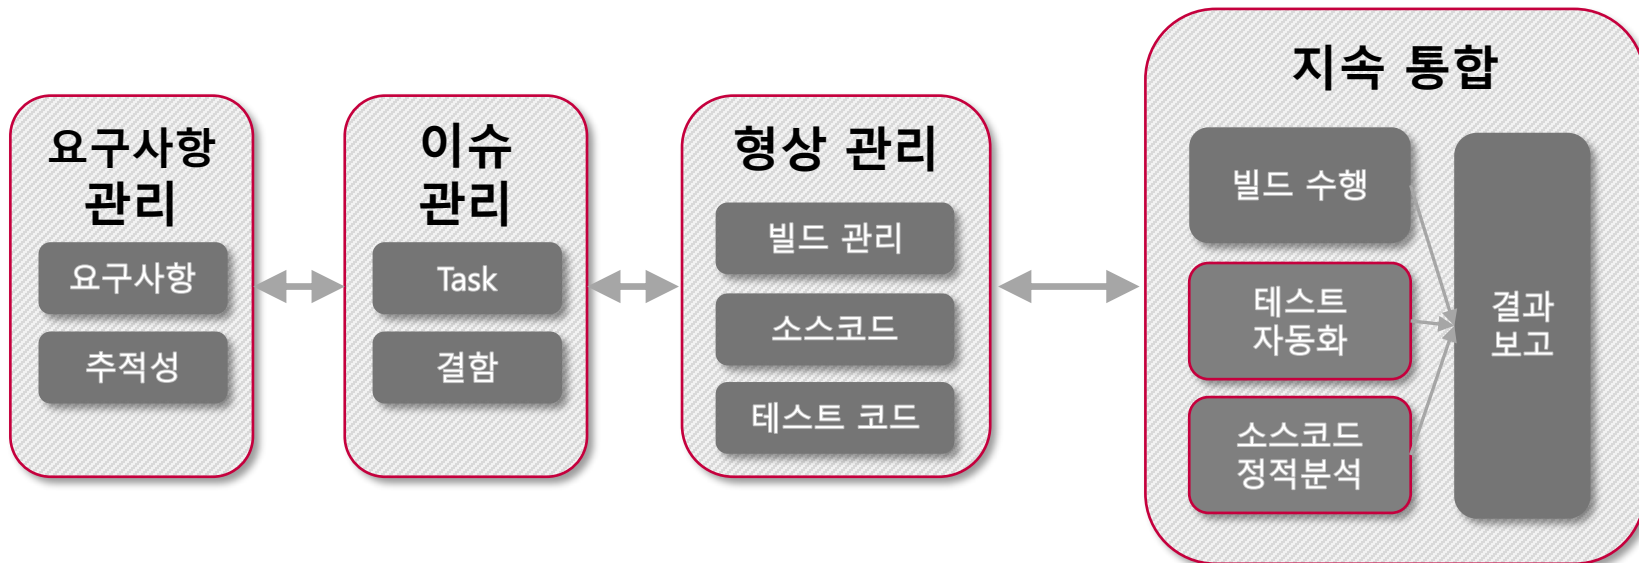 요구사항
관리
요구사항
추적성
이슈
관리
Task
결함
형상 관리
빌드 관리
소스코드
테스트 코드
지속 통합
빌드 수행
테스트
자동화
소스코드
정적분석
결과
보고